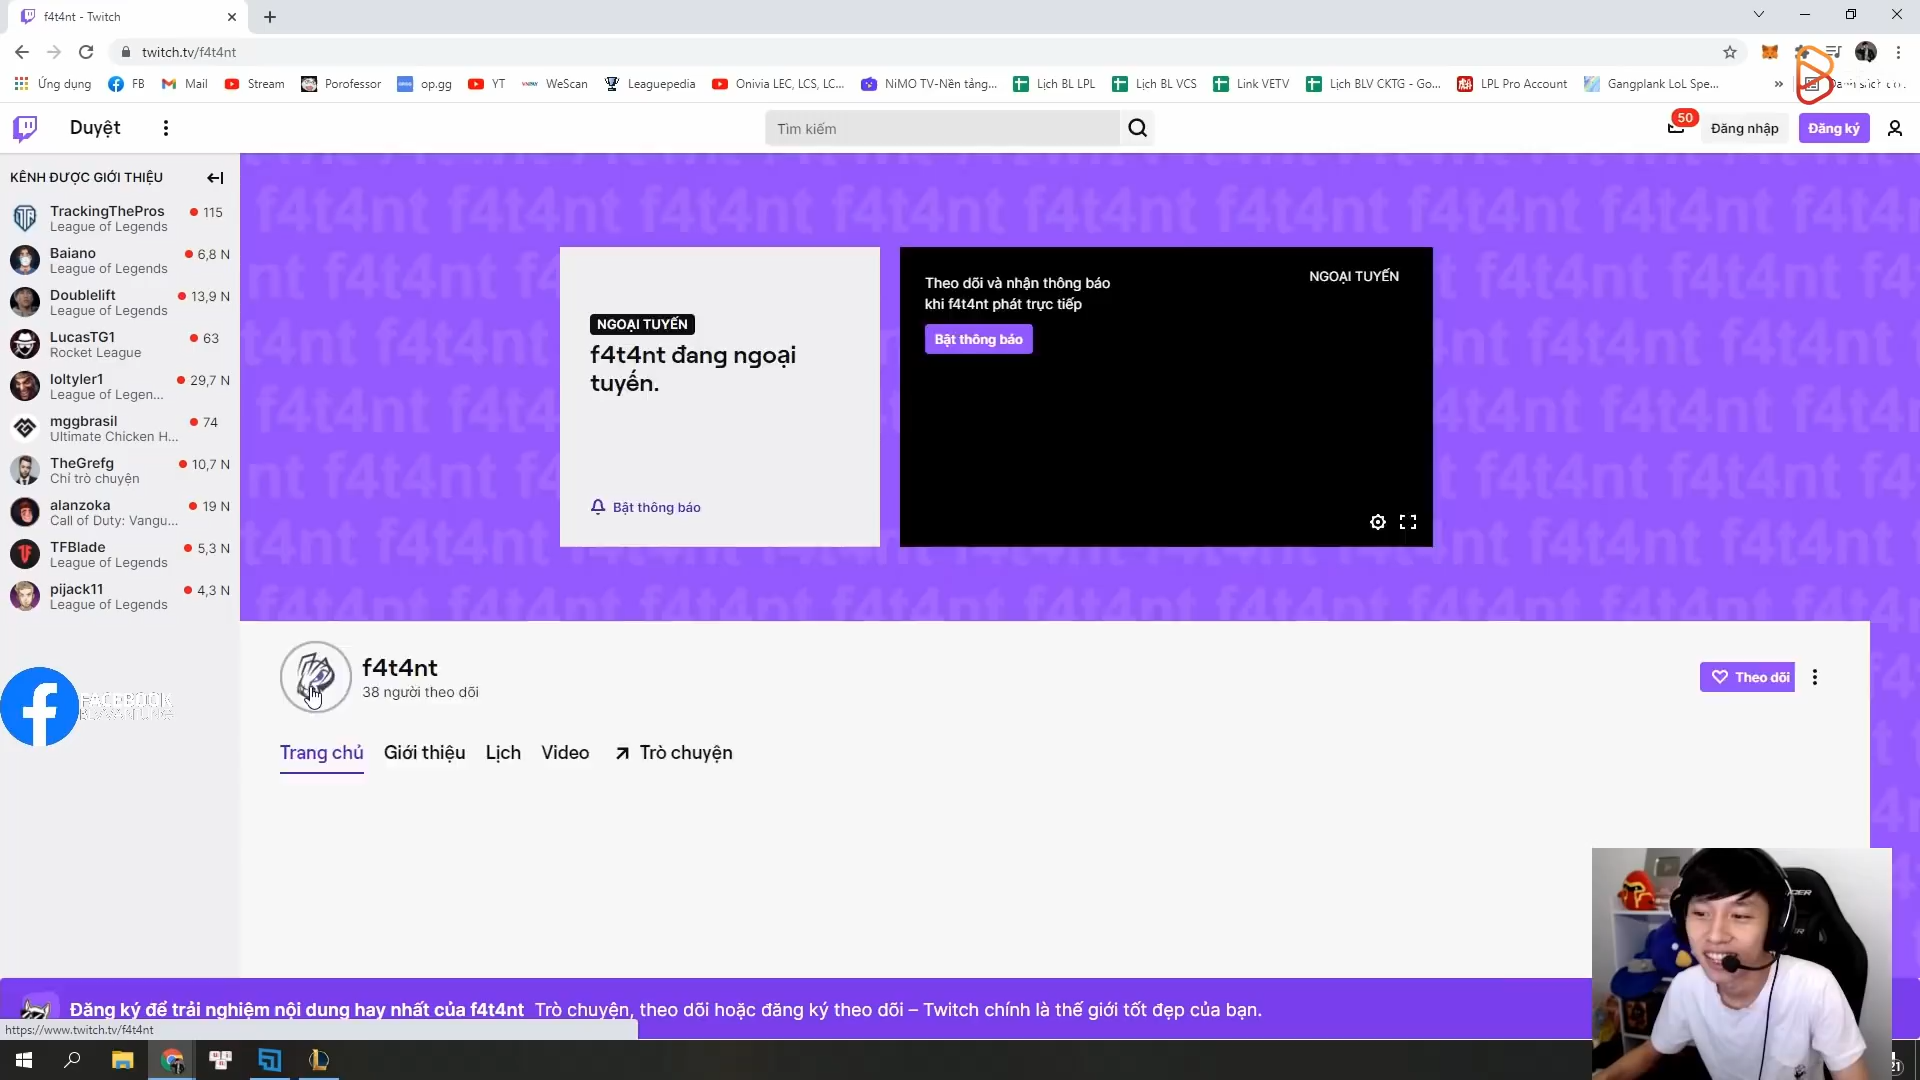 f4t4nt - Twitch
twitch.tv/f4t4nt
Ứng dụng
FB
Mail
Stream
Porofessor
op.gg
YT
WeScan
Leaguepedia
Onivia LEC, LCS, LC...
NiMO TV-Nền tảng...
Lịch BL LPL
Lịch BL VCS
Link VETV
Lịch BLV CKTG - Go...
LPL Pro Account
Gangplank LoL Spe...
»
Duyệt
Tìm kiếm
50
Đăng nhập
Đăng ký
KÊNH ĐƯỢC GIỚI THIỆU
TrackingThePros
115
League of Legends
Baiano
6,8 N
League of Legends
Doublelift
13,9 N
League of Legends
LucasTG1
63
Rocket League
loltyler1
29,7 N
League of Legen...
mggbrasil
74
Ultimate Chicken H...
TheGrefg
10,7 N
Chỉ trò chuyện
alanzoka
19 N
Call of Duty: Vangu...
TFBlade
5,3 N
League of Legends
pijack11
4,3 N
League of Legends
NGOẠI TUYẾN
f4t4nt đang ngoại
tuyến.
Bật thông báo
Theo dõi và nhận thông báo
khi f4t4nt phát trực tiếp
NGOẠI TUYẾN
Bật thông báo
f4t4nt
38 người theo dõi
Theo dõi
FACEBOOK
Trang chủ
Giới thiệu
Lịch
Video
Trò chuyện
Đăng ký để trải nghiệm nội dung hay nhất của f4t4nt Trò chuyện, theo dõi hoặc đăng ký theo dõi – Twitch chính là thế giới tốt đẹp của bạn.
https://www.twitch.tv/f4t4nt